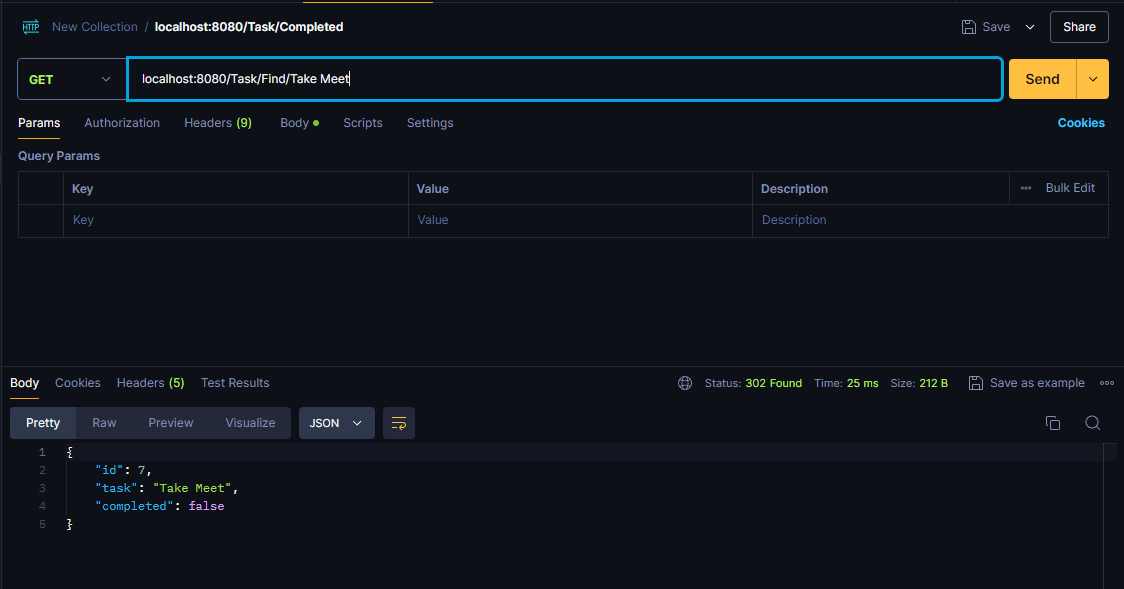 HTTP New Collection / localhost:8080/Task/Completed Save Share
GET localhost:8080/Task/Find/Take Meet Send
Params Authorization Headers (9) Body Scripts Settings Cookies
Query Params
Key Value Description Bulk Edit
Key Value Description
Body Cookies Headers (5) Test Results Status: 302 Found Time: 25 ms Size: 212 B Save as example
Pretty Raw Preview Visualize JSON
1 {
2 "id": 7,
3 "task": "Take Meet",
4 "completed": false
5 }